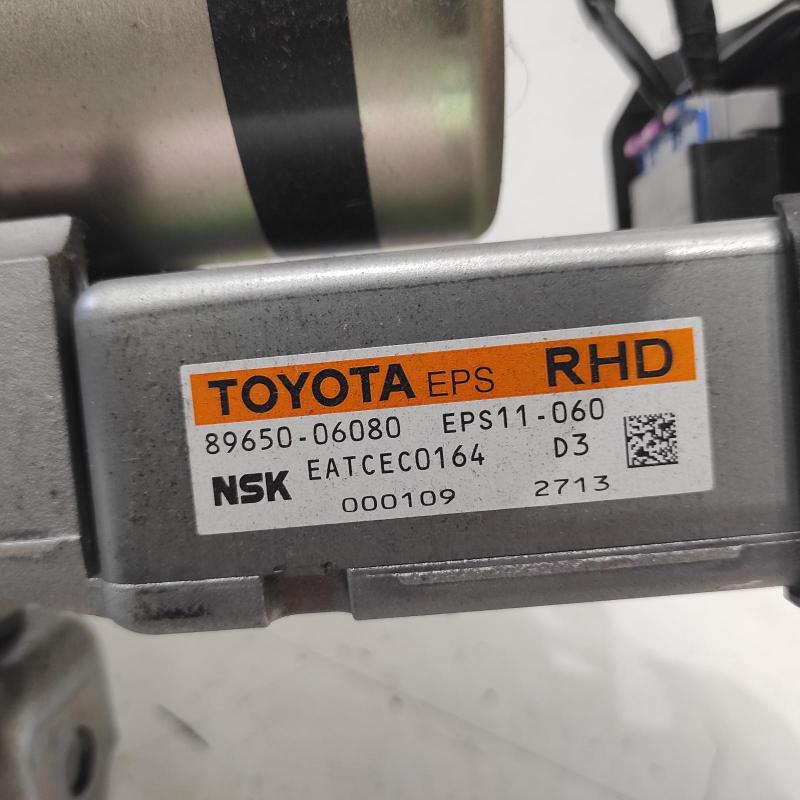 TOYOTA EPS RHD
89650-06080 EPS11-060
NSK EATCEC0164 D3
000109 2713